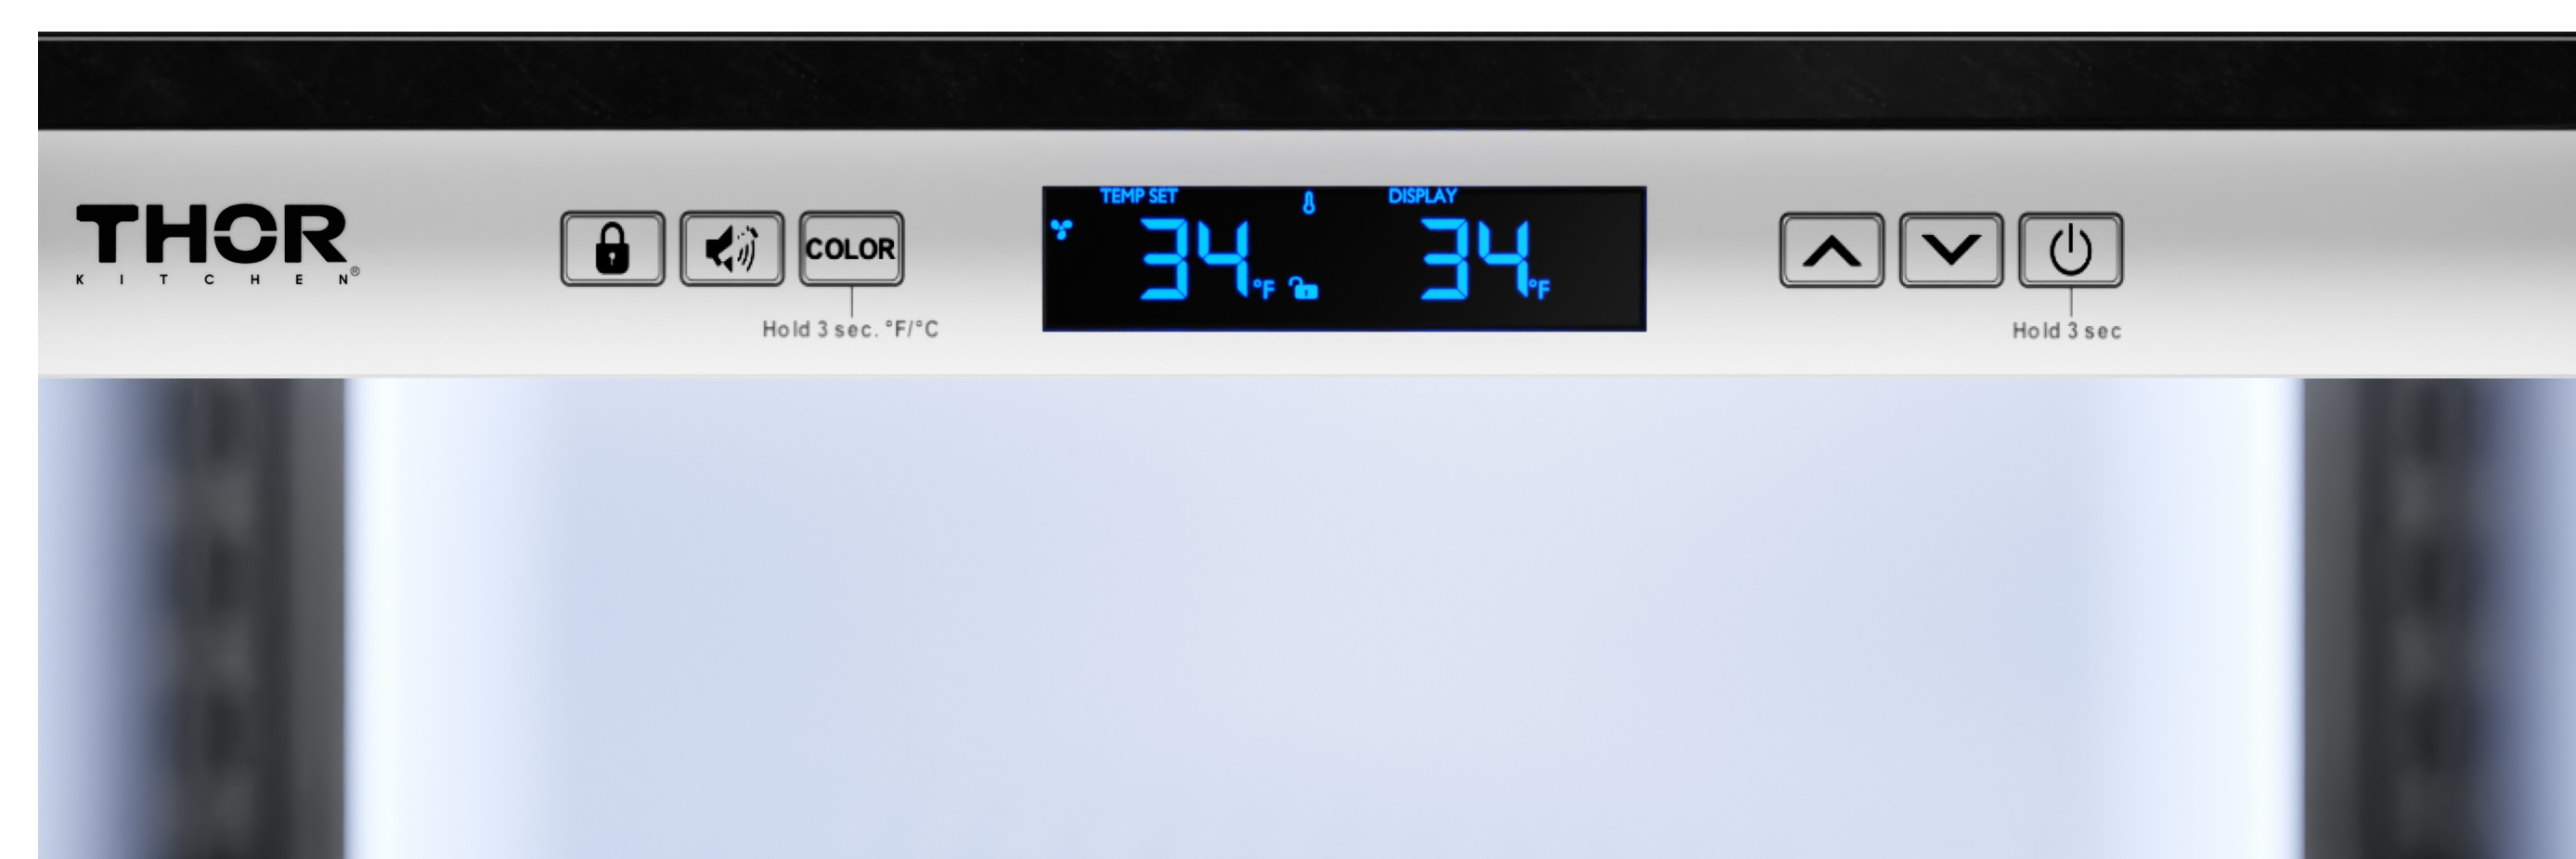 THOR
KITCHEN®
COLOR
Hold 3 sec. °F/°C
TEMP SET
34°F
DISPLAY
34°F
Hold 3 sec